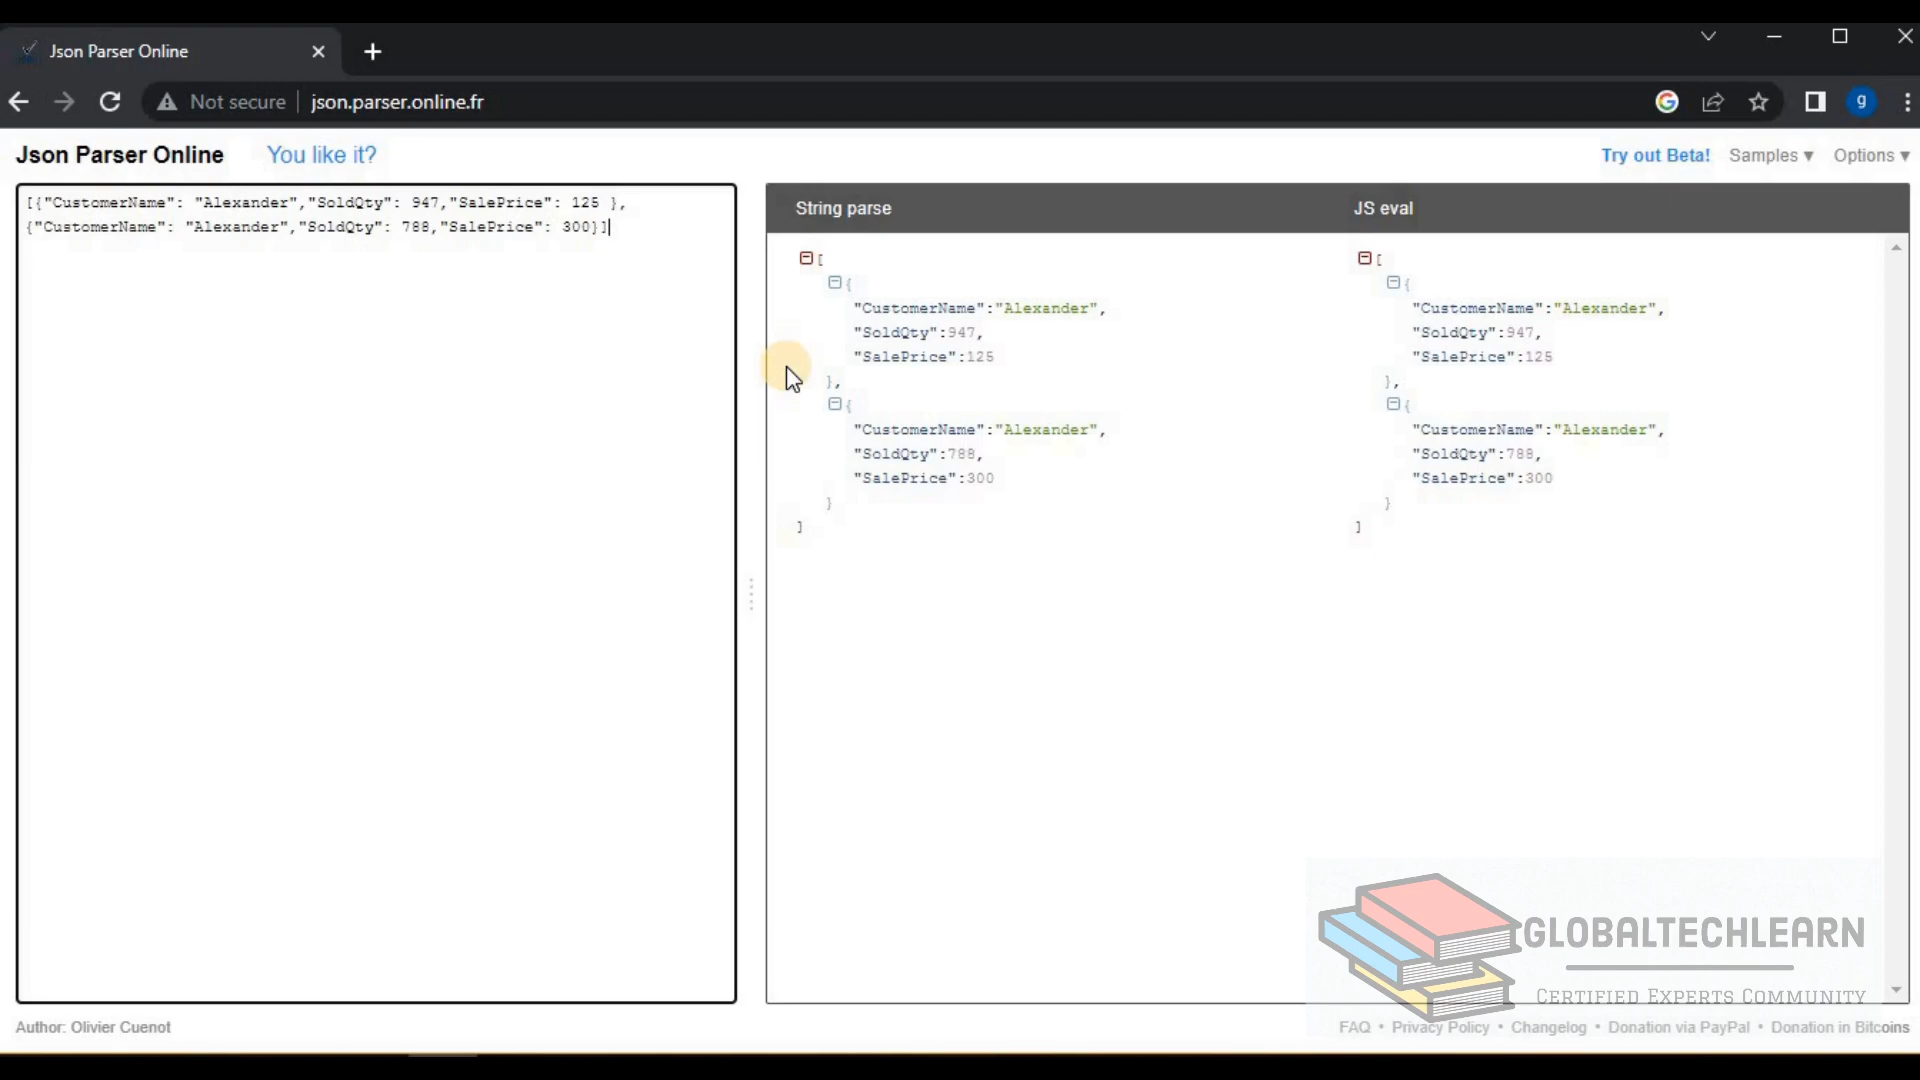 Json Parser Online
Not secure
json.parser.online.fr
g
Json Parser Online
You like it?
Try out Beta!
Samples ▼
Options ▼
[{"CustomerName": "Alexander","SoldQty": 947,"SalePrice": 125 },
{"CustomerName": "Alexander","SoldQty": 788,"SalePrice": 300}]
String parse
[
{
"CustomerName":"Alexander",
"SoldQty":947,
"SalePrice":125
},
{
"CustomerName":"Alexander",
"SoldQty":788,
"SalePrice":300
}
]
JS eval
[
{
"CustomerName":"Alexander",
"SoldQty":947,
"SalePrice":125
},
{
"CustomerName":"Alexander",
"SoldQty":788,
"SalePrice":300
}
]
GLOBALTECHLEARN
CERTIFIED EXPERTS COMMUNITY
Author: Olivier Cuenot
FAQ • Privacy Policy • Changelog • Donation via PayPal • Donation in Bitcoins